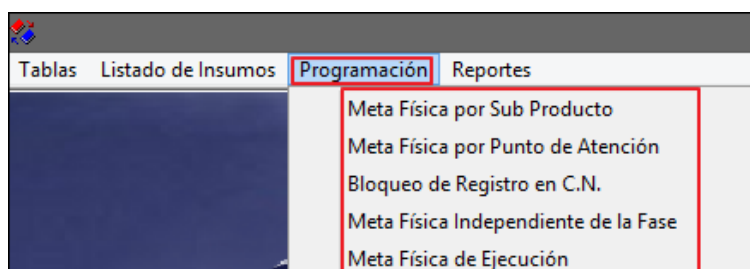 Tablas Listado de Insumos Programación Reportes
Meta Física por Sub Producto
Meta Física por Punto de Atención
Bloqueo de Registro en C.N.
Meta Física Independiente de la Fase
Meta Física de Ejecución